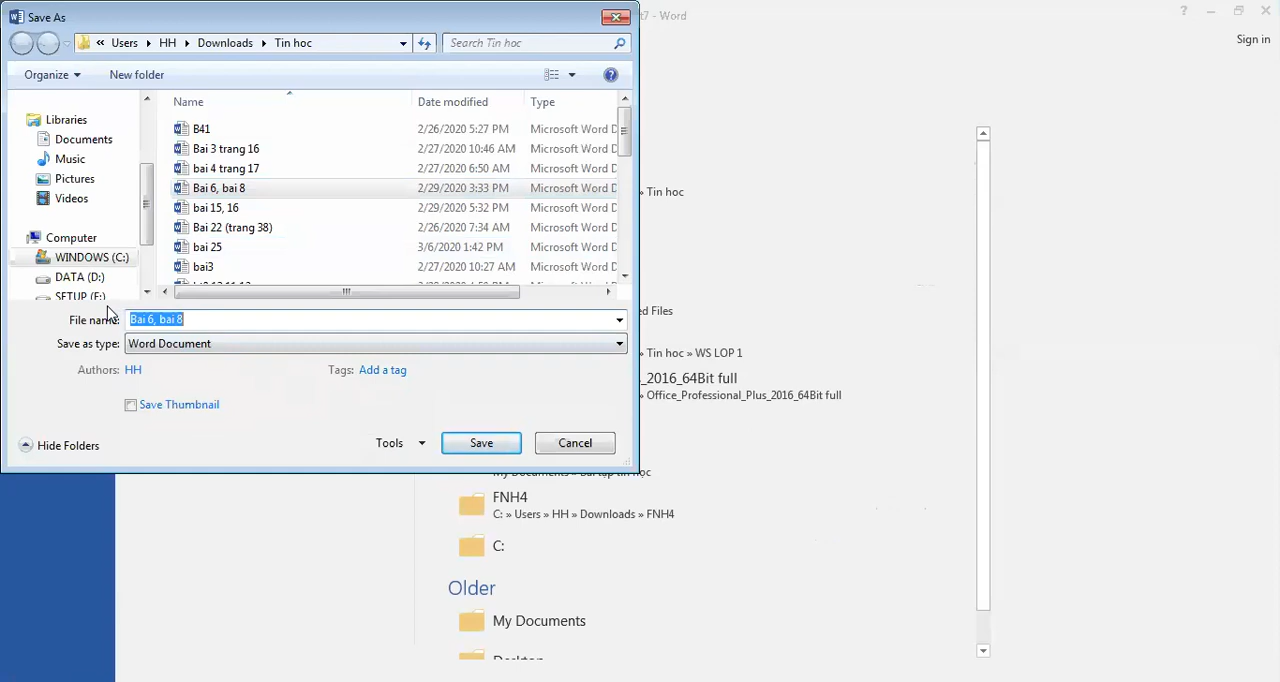 Save As
t7 - Word
Sign in
« Users HH Downloads Tin hoc
Search Tin hoc
Organize
New folder
Name Date modified Type
Libraries
Documents
Music
Pictures
Videos
Computer
WINDOWS (C:)
DATA (D:)
SETUP (F:)
B41 2/26/2020 5:27 PM Microsoft Word D
Bai 3 trang 16 2/27/2020 10:46 AM Microsoft Word D
bai 4 trang 17 2/27/2020 6:50 AM Microsoft Word D
Bai 6, bai 8 2/29/2020 3:33 PM Microsoft Word D
bai 15, 16 2/29/2020 5:32 PM Microsoft Word D
Bai 22 (trang 38) 2/26/2020 7:34 AM Microsoft Word D
bai 25 3/6/2020 1:42 PM Microsoft Word D
bai3 2/27/2020 10:27 AM Microsoft Word D
File name: Bai 6, bai 8
Save as type: Word Document
Authors: HH Tags: Add a tag
Save Thumbnail
Hide Folders
Tools Save Cancel
» Tin hoc
ed Files
» Tin hoc » WS LOP 1
_2016_64Bit full
» Office_Professional_Plus_2016_64Bit full
FNH4
C: » Users » HH » Downloads » FNH4
C:
Older
My Documents
Desktop